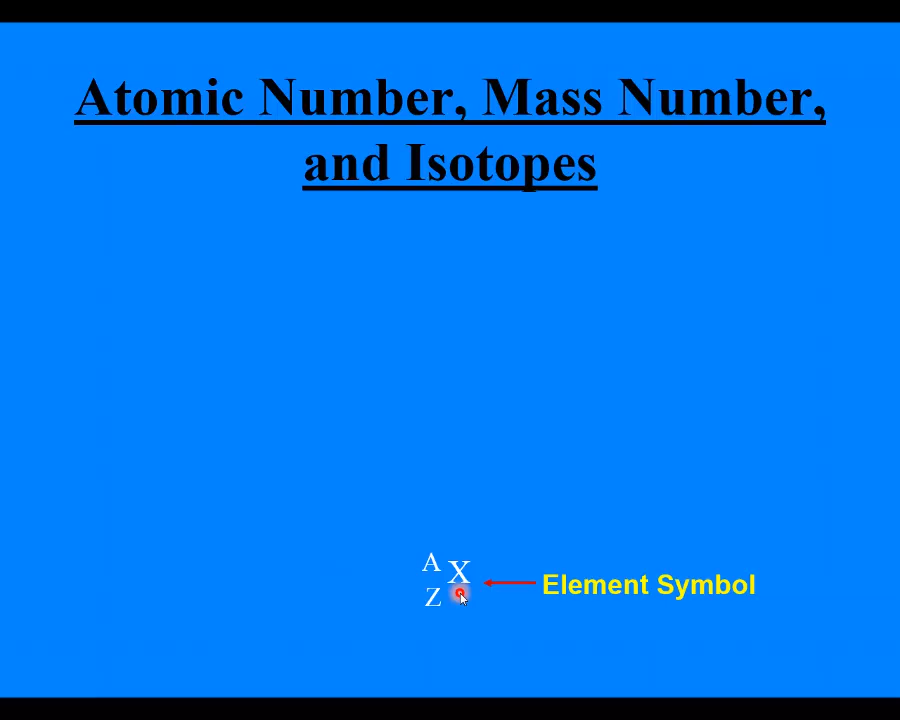 Atomic Number, Mass Number,
and Isotopes
A
X
Z
Element Symbol